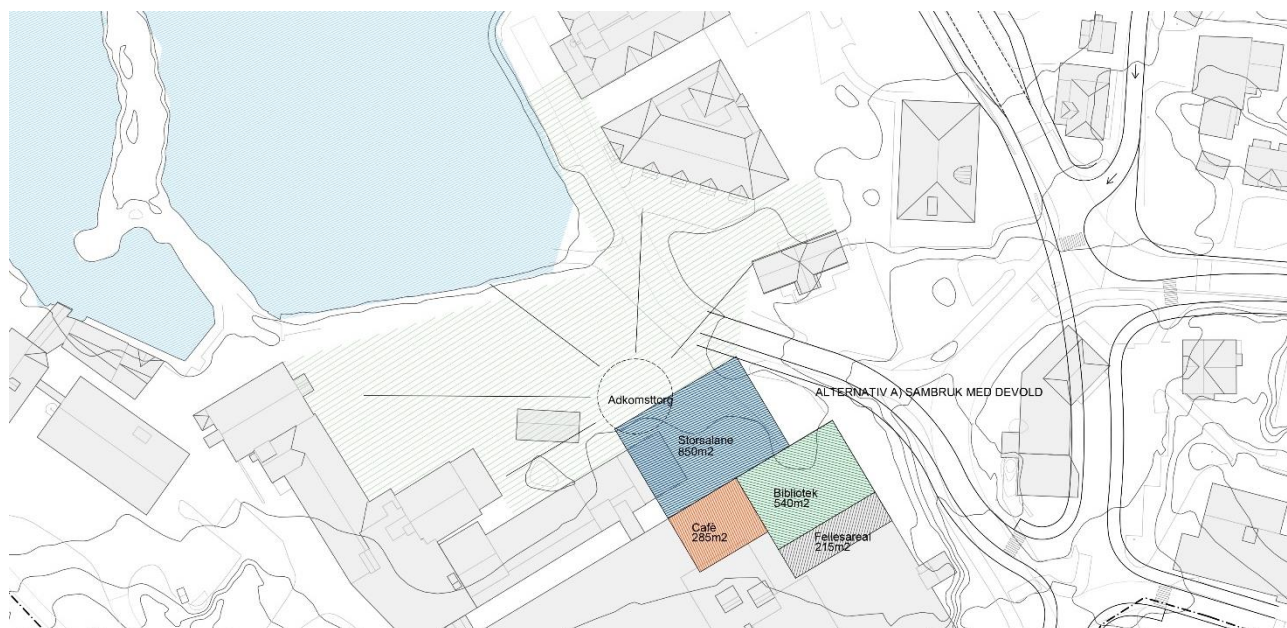 Adkomsttorg
ALTERNATIV A) SAMBRUK MED DEVOLD
Storsalane
850m2
Bibliotek
540m2
Cafè
285m2
Fellesareal
215m2